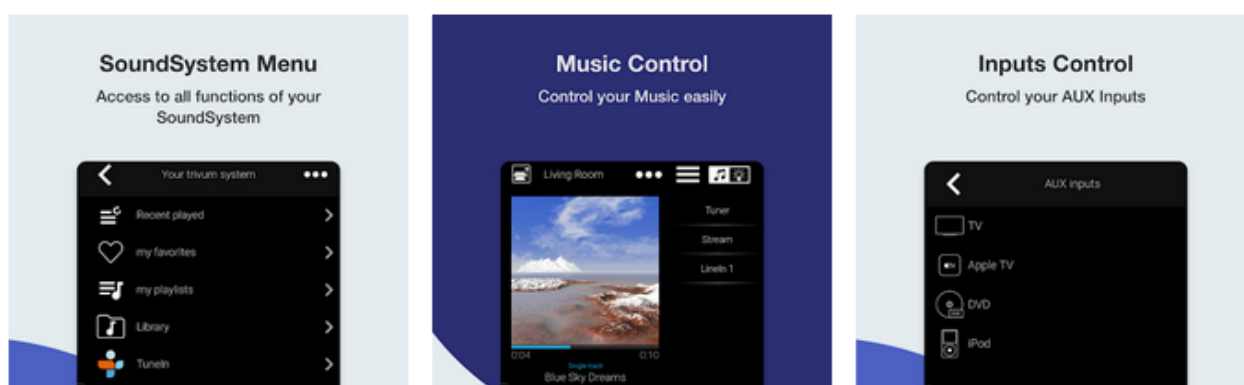 SoundSystem Menu
Access to all functions of your
SoundSystem
Your trivum system
Recent played
my favorites
my playlists
Library
TuneIn
Music Control
Control your Music easily
Living Room
Tuner
Stream
LineIn 1
0:04
0:10
Single track
Blue Sky Dreams
Inputs Control
Control your AUX Inputs
AUX inputs
TV
Apple TV
DVD
iPod